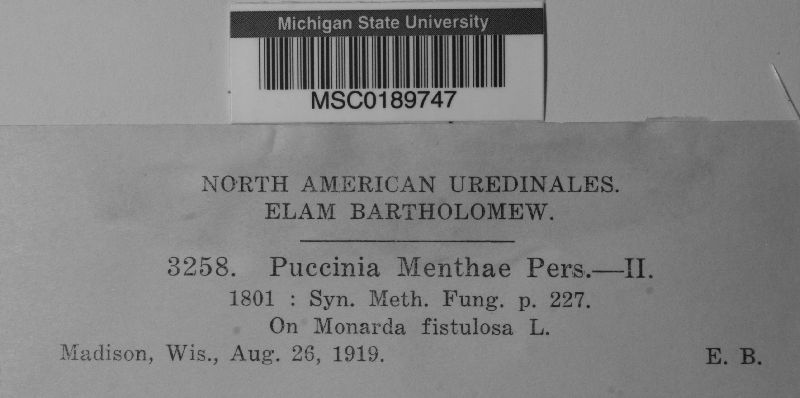 Michigan State University
MSC0189747
NORTH AMERICAN UREDINALES.
ELAM BARTHOLOMEW.
3258. Puccinia Menthae Pers.—II.
1801 : Syn. Meth. Fung. p. 227.
On Monarda fistulosa L.
Madison, Wis., Aug. 26, 1919. E. B.